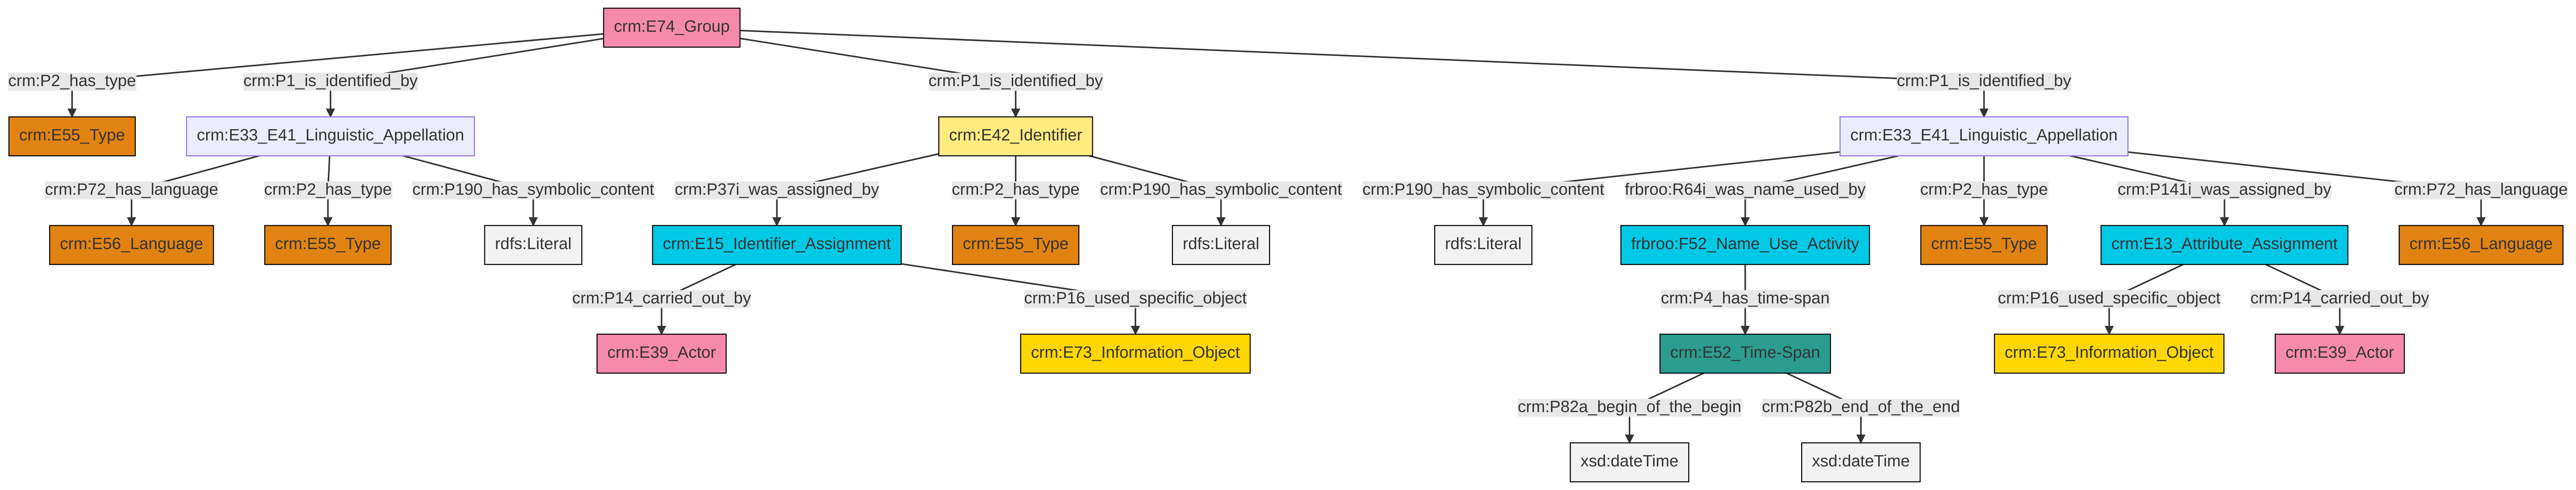 crm:E74_Group
crm:P2_has_type
crm:P1_is_identified_by
crm:P1_is_identified_by
crm:P1_is_identified_by
crm:E55_Type
crm:E33_E41_Linguistic_Appellation
crm:E42_Identifier
crm:E33_E41_Linguistic_Appellation
crm:P72_has_language
crm:P2_has_type
crm:P190_has_symbolic_content
crm:P37i_was_assigned_by
crm:P2_has_type
crm:P190_has_symbolic_content
crm:P190_has_symbolic_content
frbroo:R64i_was_name_used_by
crm:P2_has_type
crm:P141i_was_assigned_by
crm:P72_has_language
crm:E56_Language
crm:E55_Type
rdfs:Literal
crm:E15_Identifier_Assignment
crm:E55_Type
rdfs:Literal
rdfs:Literal
frbroo:F52_Name_Use_Activity
crm:E55_Type
crm:E13_Attribute_Assignment
crm:E56_Language
crm:P14_carried_out_by
crm:P16_used_specific_object
crm:P4_has_time-span
crm:P16_used_specific_object
crm:P14_carried_out_by
crm:E39_Actor
crm:E73_Information_Object
crm:E52_Time-Span
crm:E73_Information_Object
crm:E39_Actor
crm:P82a_begin_of_the_begin
crm:P82b_end_of_the_end
xsd:dateTime
xsd:dateTime